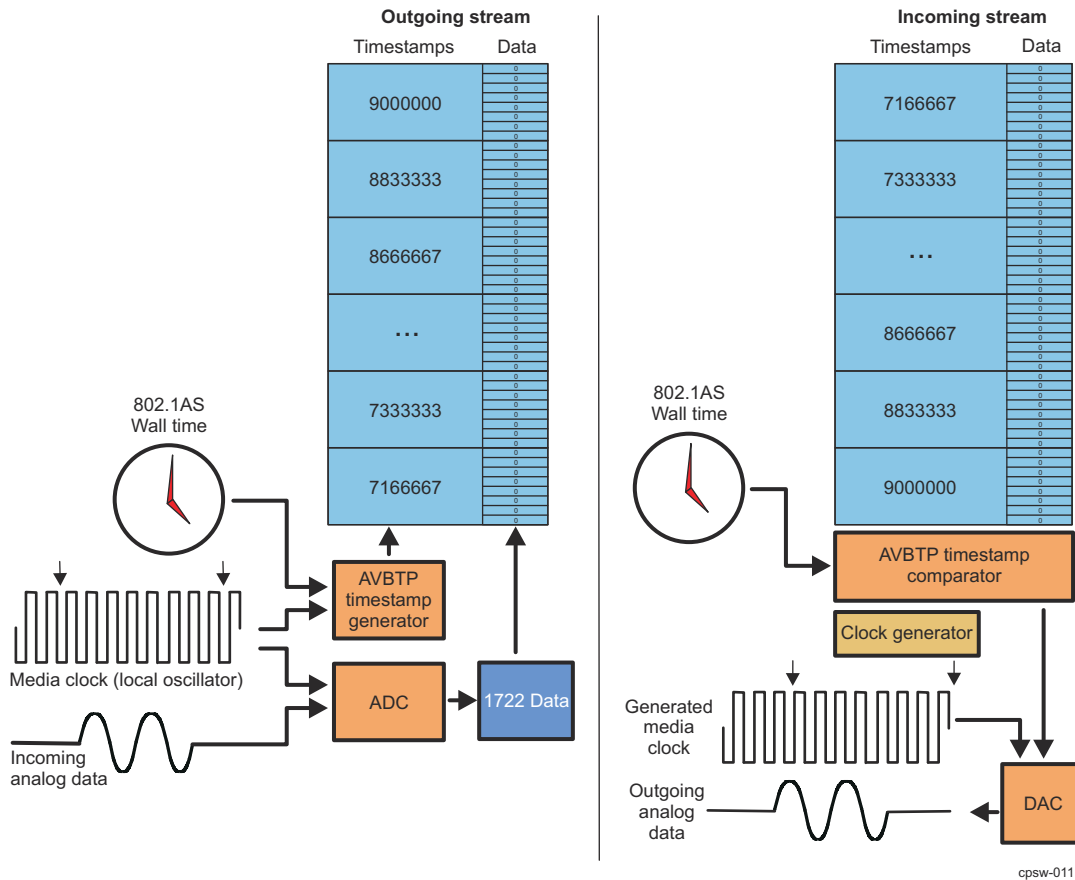 Outgoing stream
Timestamps Data
9000000
8833333
8666667
...
7333333
7166667
802.1AS
Wall time
AVBTP
timestamp
generator
Media clock (local oscillator)
ADC
1722 Data
Incoming
analog data
Incoming stream
Timestamps Data
7166667
7333333
...
8666667
8833333
9000000
802.1AS
Wall time
AVBTP timestamp
comparator
Clock generator
Generated
media
clock
Outgoing
analog
data
DAC
cpsw-011